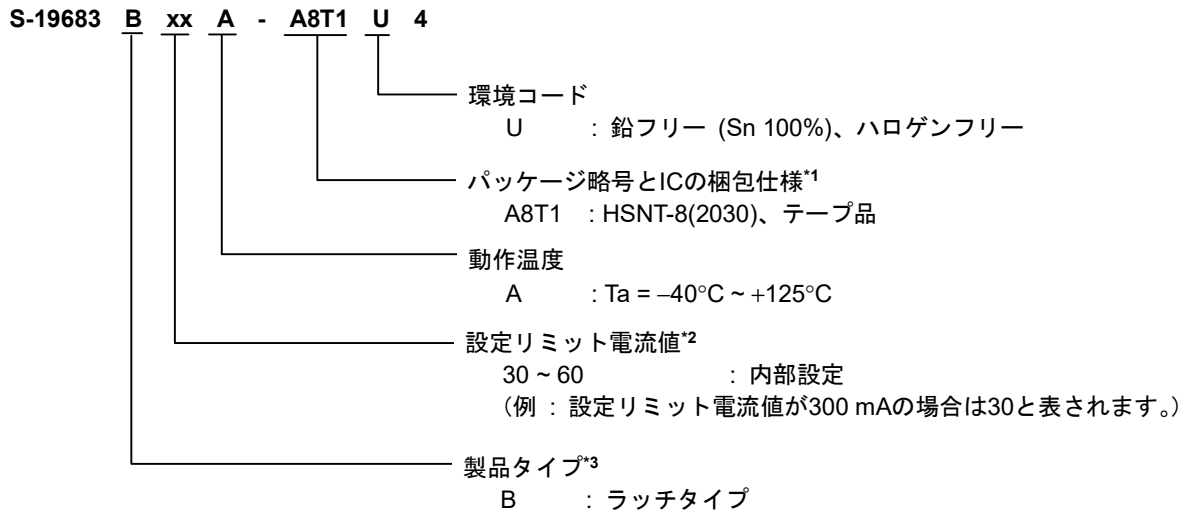 S-19683 B xx A - A8T1 U 4
環境コード
U : 鉛フリー (Sn 100%)、ハロゲンフリー
パッケージ略号とICの梱包仕様*1
A8T1 : HSNT-8(2030)、テープ品
動作温度
A : Ta = −40°C ~ +125°C
設定リミット電流値*2
30 ~ 60 : 内部設定
(例 : 設定リミット電流値が300 mAの場合は30と表されます。)
製品タイプ*3
B : ラッチタイプ